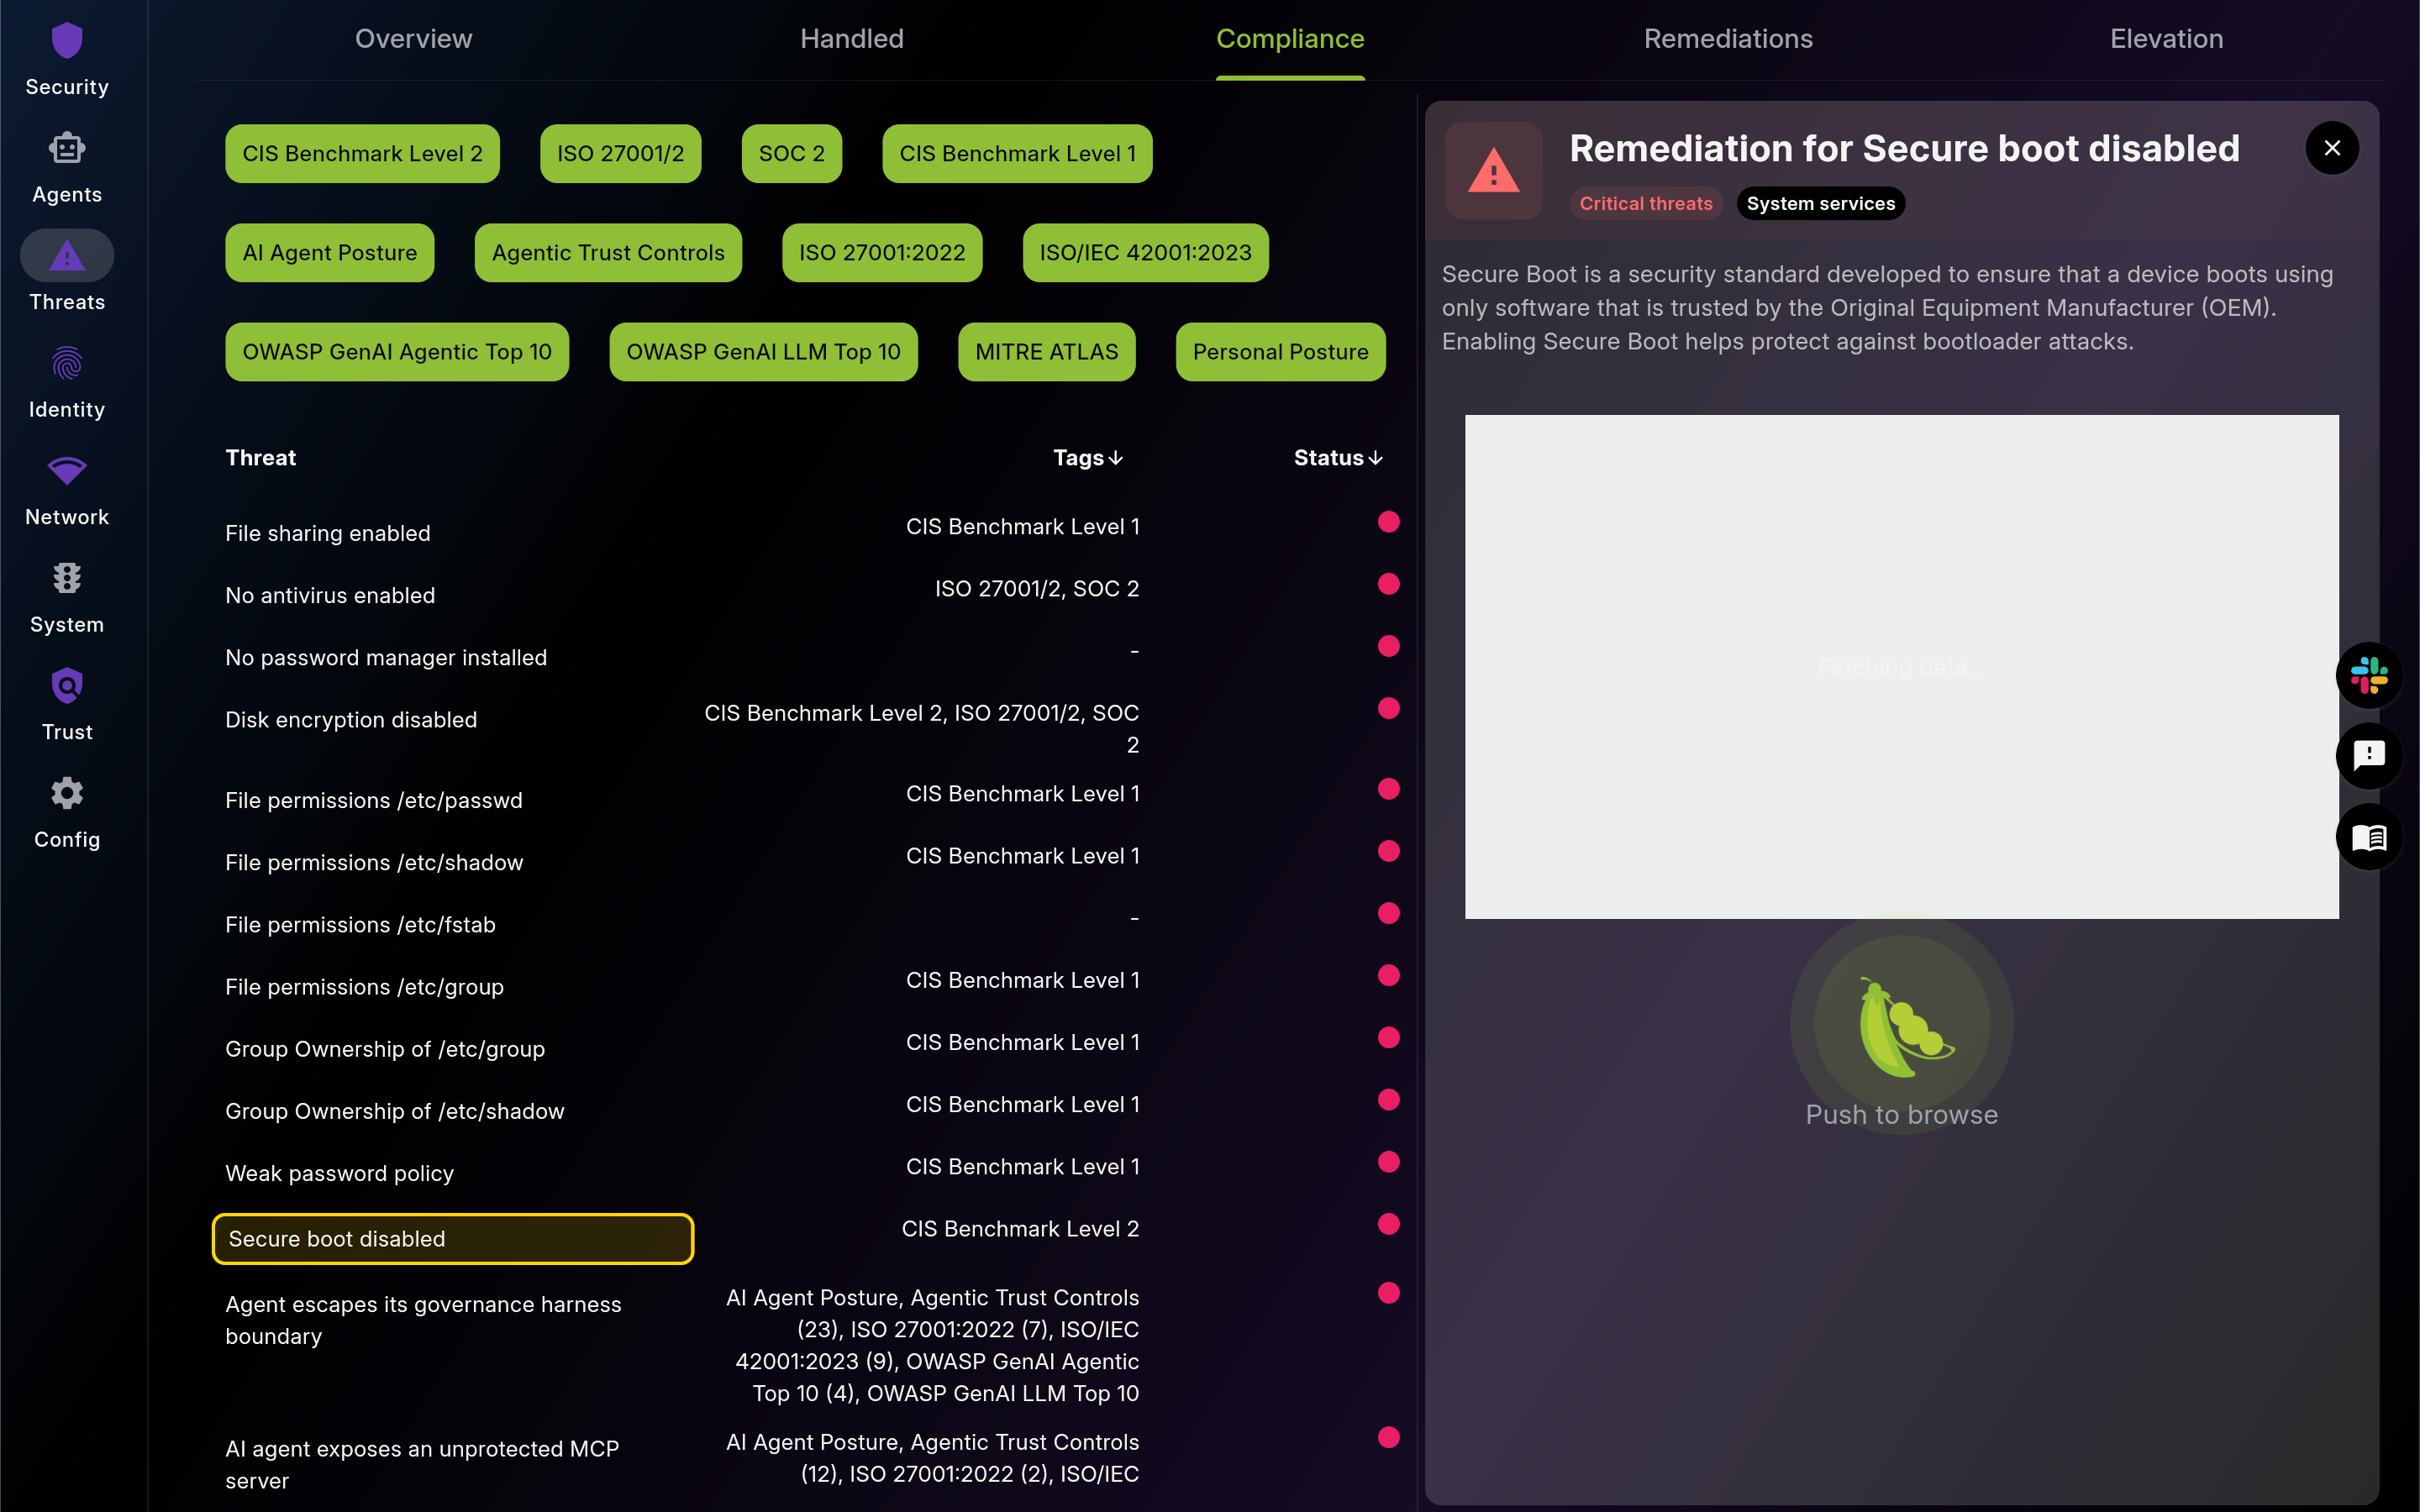 Security
Agents
Threats
Identity
Network
System
Trust
Config
Overview
Handled
Compliance
Remediations
Elevation
CIS Benchmark Level 2
ISO 27001/2
SOC 2
CIS Benchmark Level 1
AI Agent Posture
Agentic Trust Controls
ISO 27001:2022
ISO/IEC 42001:2023
OWASP GenAI Agentic Top 10
OWASP GenAI LLM Top 10
MITRE ATLAS
Personal Posture
Threat
Tags
Status
File sharing enabled
CIS Benchmark Level 1
No antivirus enabled
ISO 27001/2, SOC 2
No password manager installed
-
Disk encryption disabled
CIS Benchmark Level 2, ISO 27001/2, SOC
2
File permissions /etc/passwd
CIS Benchmark Level 1
File permissions /etc/shadow
CIS Benchmark Level 1
File permissions /etc/fstab
-
File permissions /etc/group
CIS Benchmark Level 1
Group Ownership of /etc/group
CIS Benchmark Level 1
Group Ownership of /etc/shadow
CIS Benchmark Level 1
Weak password policy
CIS Benchmark Level 1
Secure boot disabled
CIS Benchmark Level 2
Agent escapes its governance harness
boundary
AI Agent Posture, Agentic Trust Controls
(23), ISO 27001:2022 (7), ISO/IEC
42001:2023 (9), OWASP GenAI Agentic
Top 10 (4), OWASP GenAI LLM Top 10
AI agent exposes an unprotected MCP
server
AI Agent Posture, Agentic Trust Controls
(12), ISO 27001:2022 (2), ISO/IEC
Remediation for Secure boot disabled
Critical threats
System services
Secure Boot is a security standard developed to ensure that a device boots using
only software that is trusted by the Original Equipment Manufacturer (OEM).
Enabling Secure Boot helps protect against bootloader attacks.
Fetching data...
Push to browse